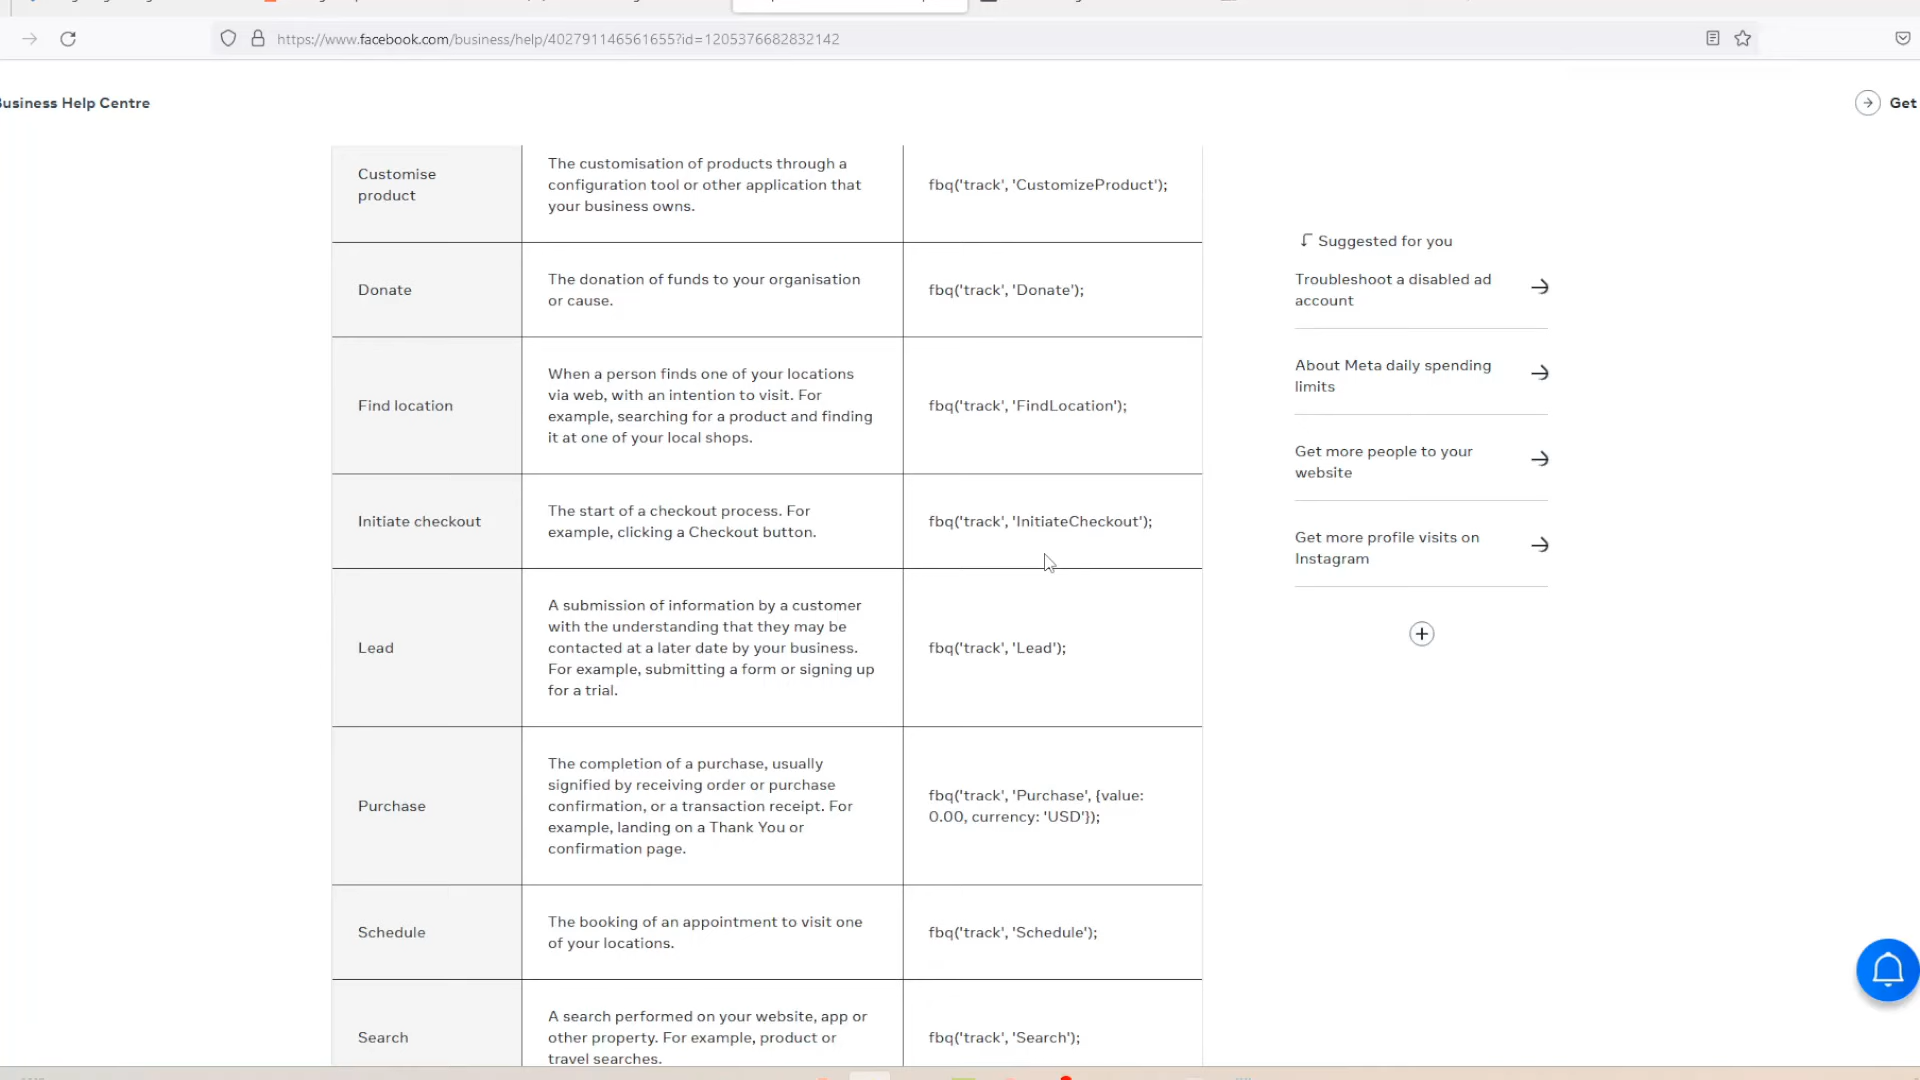 https://www.facebook.com/business/help/402791146561655?id=1205376682832142
Business Help Centre
Get
Customise
product
The customisation of products through a
configuration tool or other application that
your business owns.
fbq('track', 'CustomizeProduct');
Donate
The donation of funds to your organisation
or cause.
fbq('track', 'Donate');
Find location
When a person finds one of your locations
via web, with an intention to visit. For
example, searching for a product and finding
it at one of your local shops.
fbq('track', 'FindLocation');
Initiate checkout
The start of a checkout process. For
example, clicking a Checkout button.
fbq('track', 'InitiateCheckout');
Lead
A submission of information by a customer
with the understanding that they may be
contacted at a later date by your business.
For example, submitting a form or signing up
for a trial.
fbq('track', 'Lead');
Purchase
The completion of a purchase, usually
signified by receiving order or purchase
confirmation, or a transaction receipt. For
example, landing on a Thank You or
confirmation page.
fbq('track', 'Purchase', {value:
0.00, currency: 'USD'});
Schedule
The booking of an appointment to visit one
of your locations.
fbq('track', 'Schedule');
Search
A search performed on your website, app or
other property. For example, product or
travel searches.
fbq('track', 'Search');
Suggested for you
Troubleshoot a disabled ad
account
About Meta daily spending
limits
Get more people to your
website
Get more profile visits on
Instagram